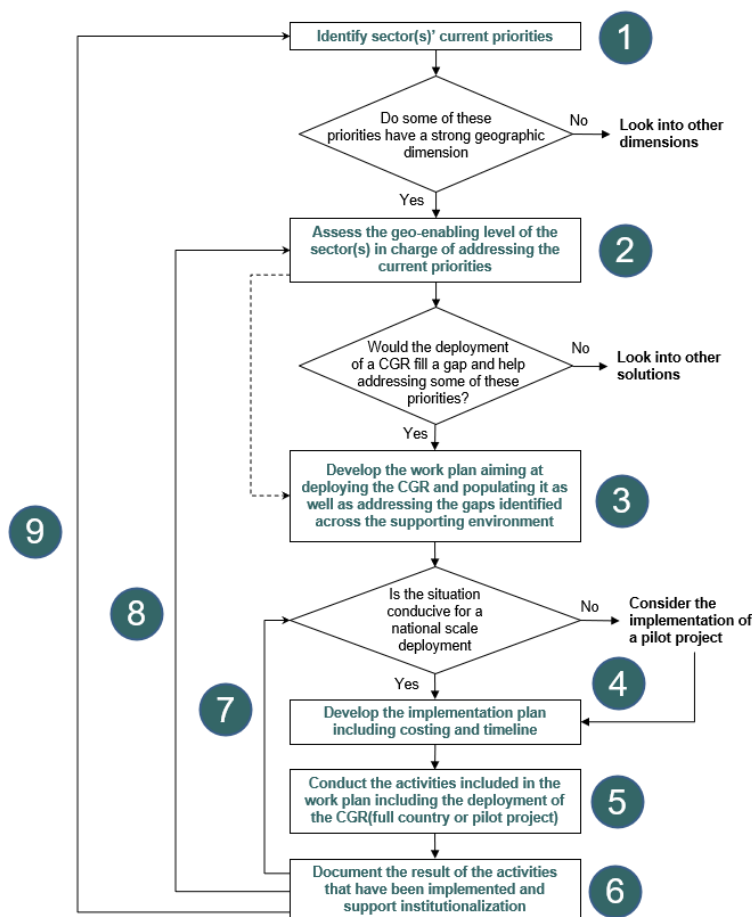 Identify sector(s)' current priorities
1
Do some of these
priorities have a strong geographic
dimension
No
Look into other
dimensions
Yes
Assess the geo-enabling level of the
sector(s) in charge of addressing the
current priorities
2
Would the deployment
of a CGR fill a gap and help
addressing some of these
priorities?
No
Look into other
solutions
Yes
Develop the work plan aiming at
deploying the CGR and populating it as
well as addressing the gaps identified
across the supporting environment
3
9
8
Is the situation
conducive for a
national scale
deployment
No
Consider the
implementation of
a pilot project
Yes
7
4
Develop the implementation plan
including costing and timeline
Conduct the activities included in the
work plan including the deployment of
the CGR(full country or pilot project)
5
Document the result of the activities
that have been implemented and
support institutionalization
6